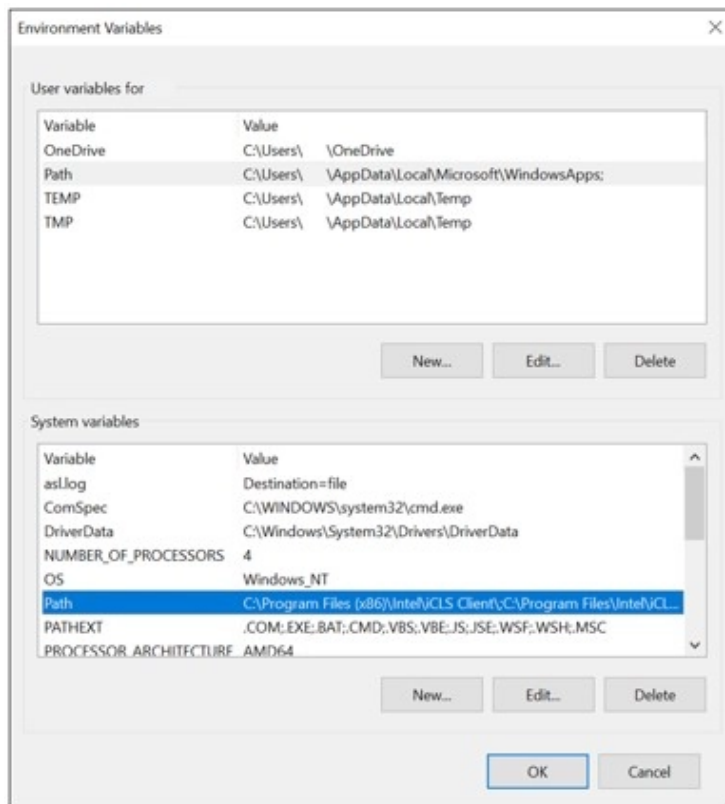 Environment Variables
User variables for
Variable Value
OneDrive C:\Users\ \OneDrive
Path C:\Users\ \AppData\Local\Microsoft\WindowsApps;
TEMP C:\Users\ \AppData\Local\Temp
TMP C:\Users\ \AppData\Local\Temp
New... Edit... Delete
System variables
Variable Value
asl.log Destination=file
ComSpec C:\WINDOWS\system32\cmd.exe
DriverData C:\Windows\System32\Drivers\DriverData
NUMBER_OF_PROCESSORS 4
OS Windows_NT
Path C:\Program Files (x86)\Intel\iCLS Client\;C:\Program Files\Intel\iCL...
PATHEXT .COM;.EXE;.BAT;.CMD;.VBS;.VBE;.JS;.JSE;.WSF;.WSH;.MSC
PROCESSOR_ARCHITECTURE AMD64
New... Edit... Delete
OK Cancel